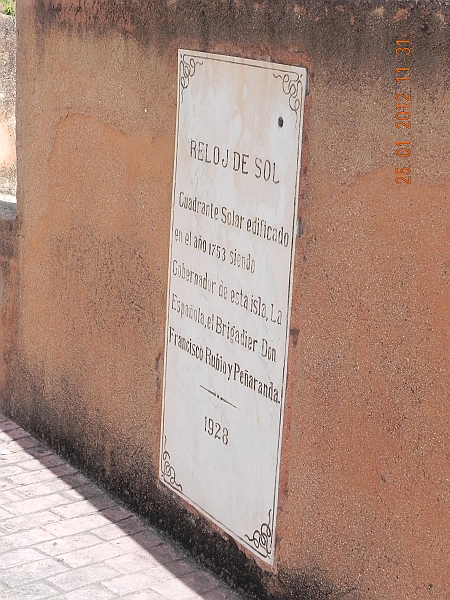 RELOJ DE SOL
Cuadrante Solar edificado
en el año 1753 siendo
Gobernador de esta isla, La
Española, el Brigadier Don
Francisco Rubio y Peñaranda.
1928
25.01.2012 11:31